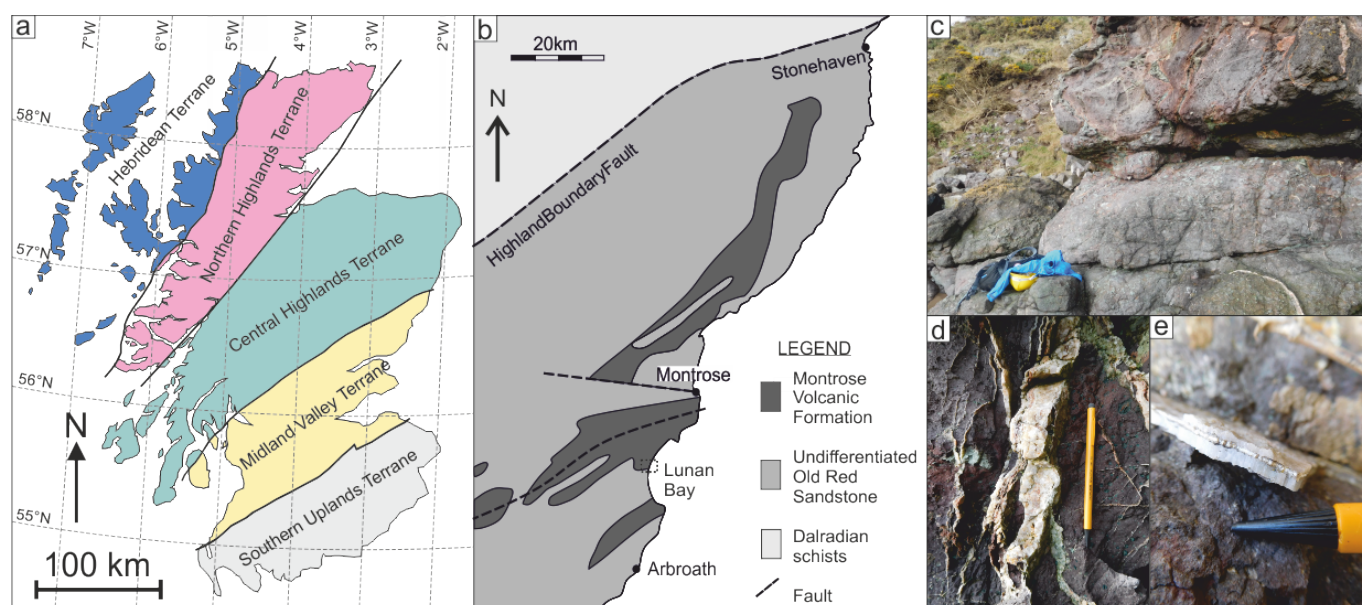 a
7°W
6°W
5°W
4°W
3°W
2°W
58°N
57°N
56°N
55°N
Hebridean Terrane
Northern Highlands Terrane
Central Highlands Terrane
Midland Valley Terrane
Southern Uplands Terrane
N
100 km
b
20km
N
Stonehaven
HighlandBoundaryFault
Montrose
Lunan
Bay
Arbroath
LEGEND
Montrose
Volcanic
Formation
Undifferentiated
Old Red
Sandstone
Dalradian
schists
Fault
c
d
e